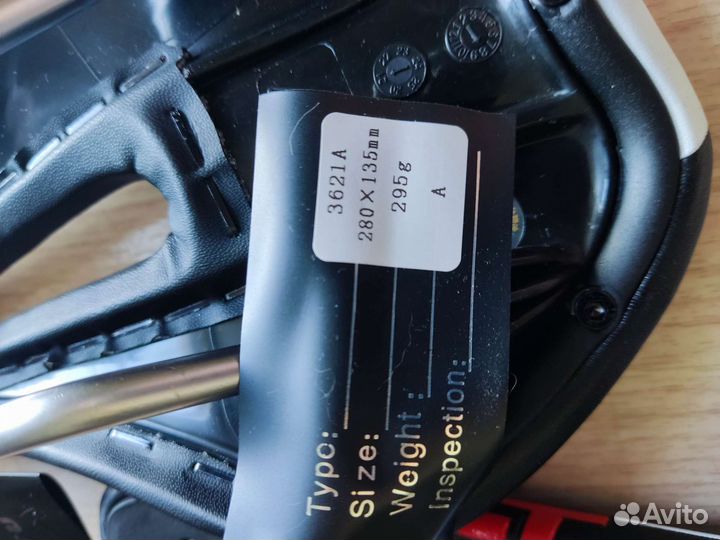 Type: 3621A
Size: 280×135mm
Weight: 295g
Inspection: A
Avito